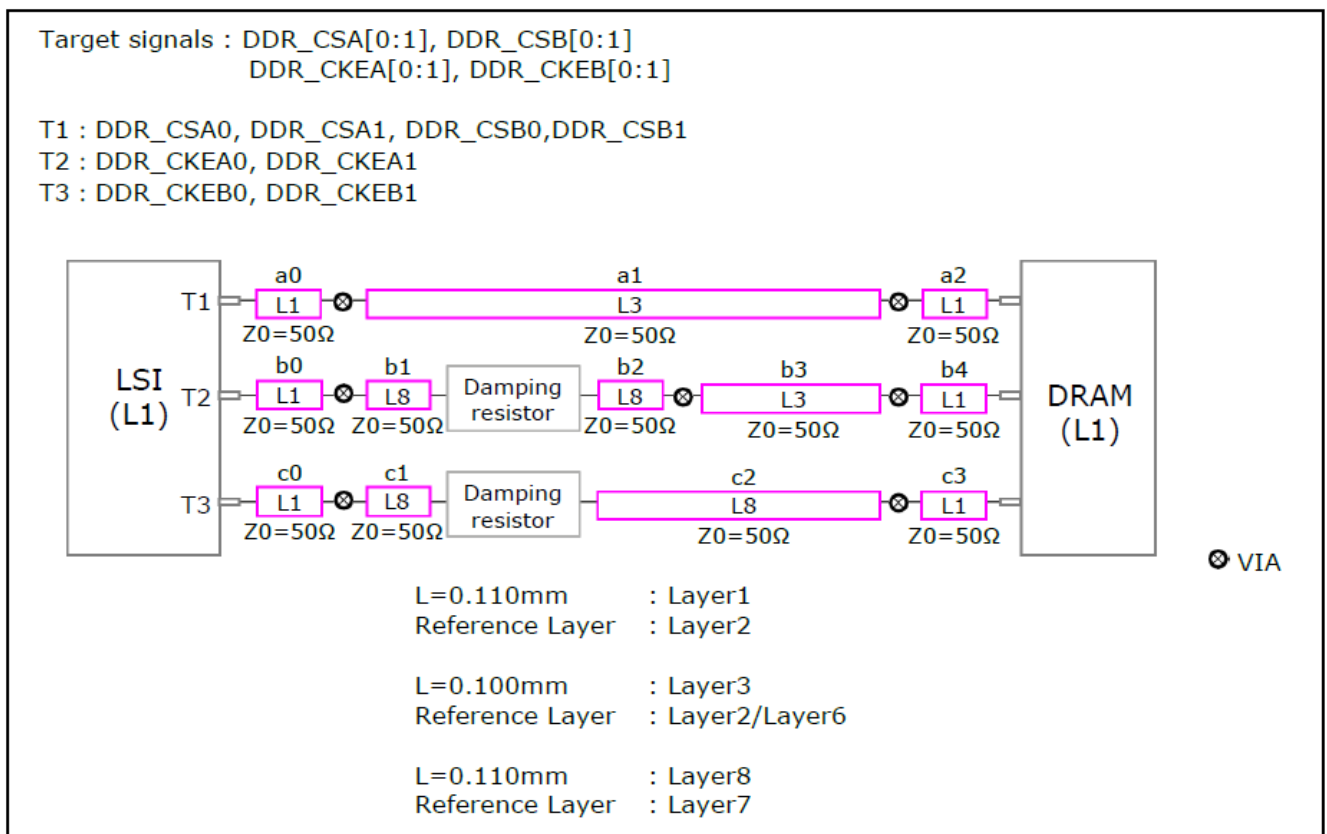 Target signals : DDR_CSA[0:1], DDR_CSB[0:1]
DDR_CKEA[0:1], DDR_CKEB[0:1]
T1 : DDR_CSA0, DDR_CSA1, DDR_CSB0,DDR_CSB1
T2 : DDR_CKEA0, DDR_CKEA1
T3 : DDR_CKEB0, DDR_CKEB1
LSI
(L1)
T1
a0
L1
Z0=50Ω
a1
L3
Z0=50Ω
a2
L1
Z0=50Ω
T2
b0
L1
Z0=50Ω
b1
L8
Z0=50Ω
Damping
resistor
b2
L8
Z0=50Ω
b3
L3
Z0=50Ω
b4
L1
Z0=50Ω
T3
c0
L1
Z0=50Ω
c1
L8
Z0=50Ω
Damping
resistor
c2
L8
Z0=50Ω
c3
L1
Z0=50Ω
DRAM
(L1)
VIA
L=0.110mm : Layer1
Reference Layer : Layer2
L=0.100mm : Layer3
Reference Layer : Layer2/Layer6
L=0.110mm : Layer8
Reference Layer : Layer7